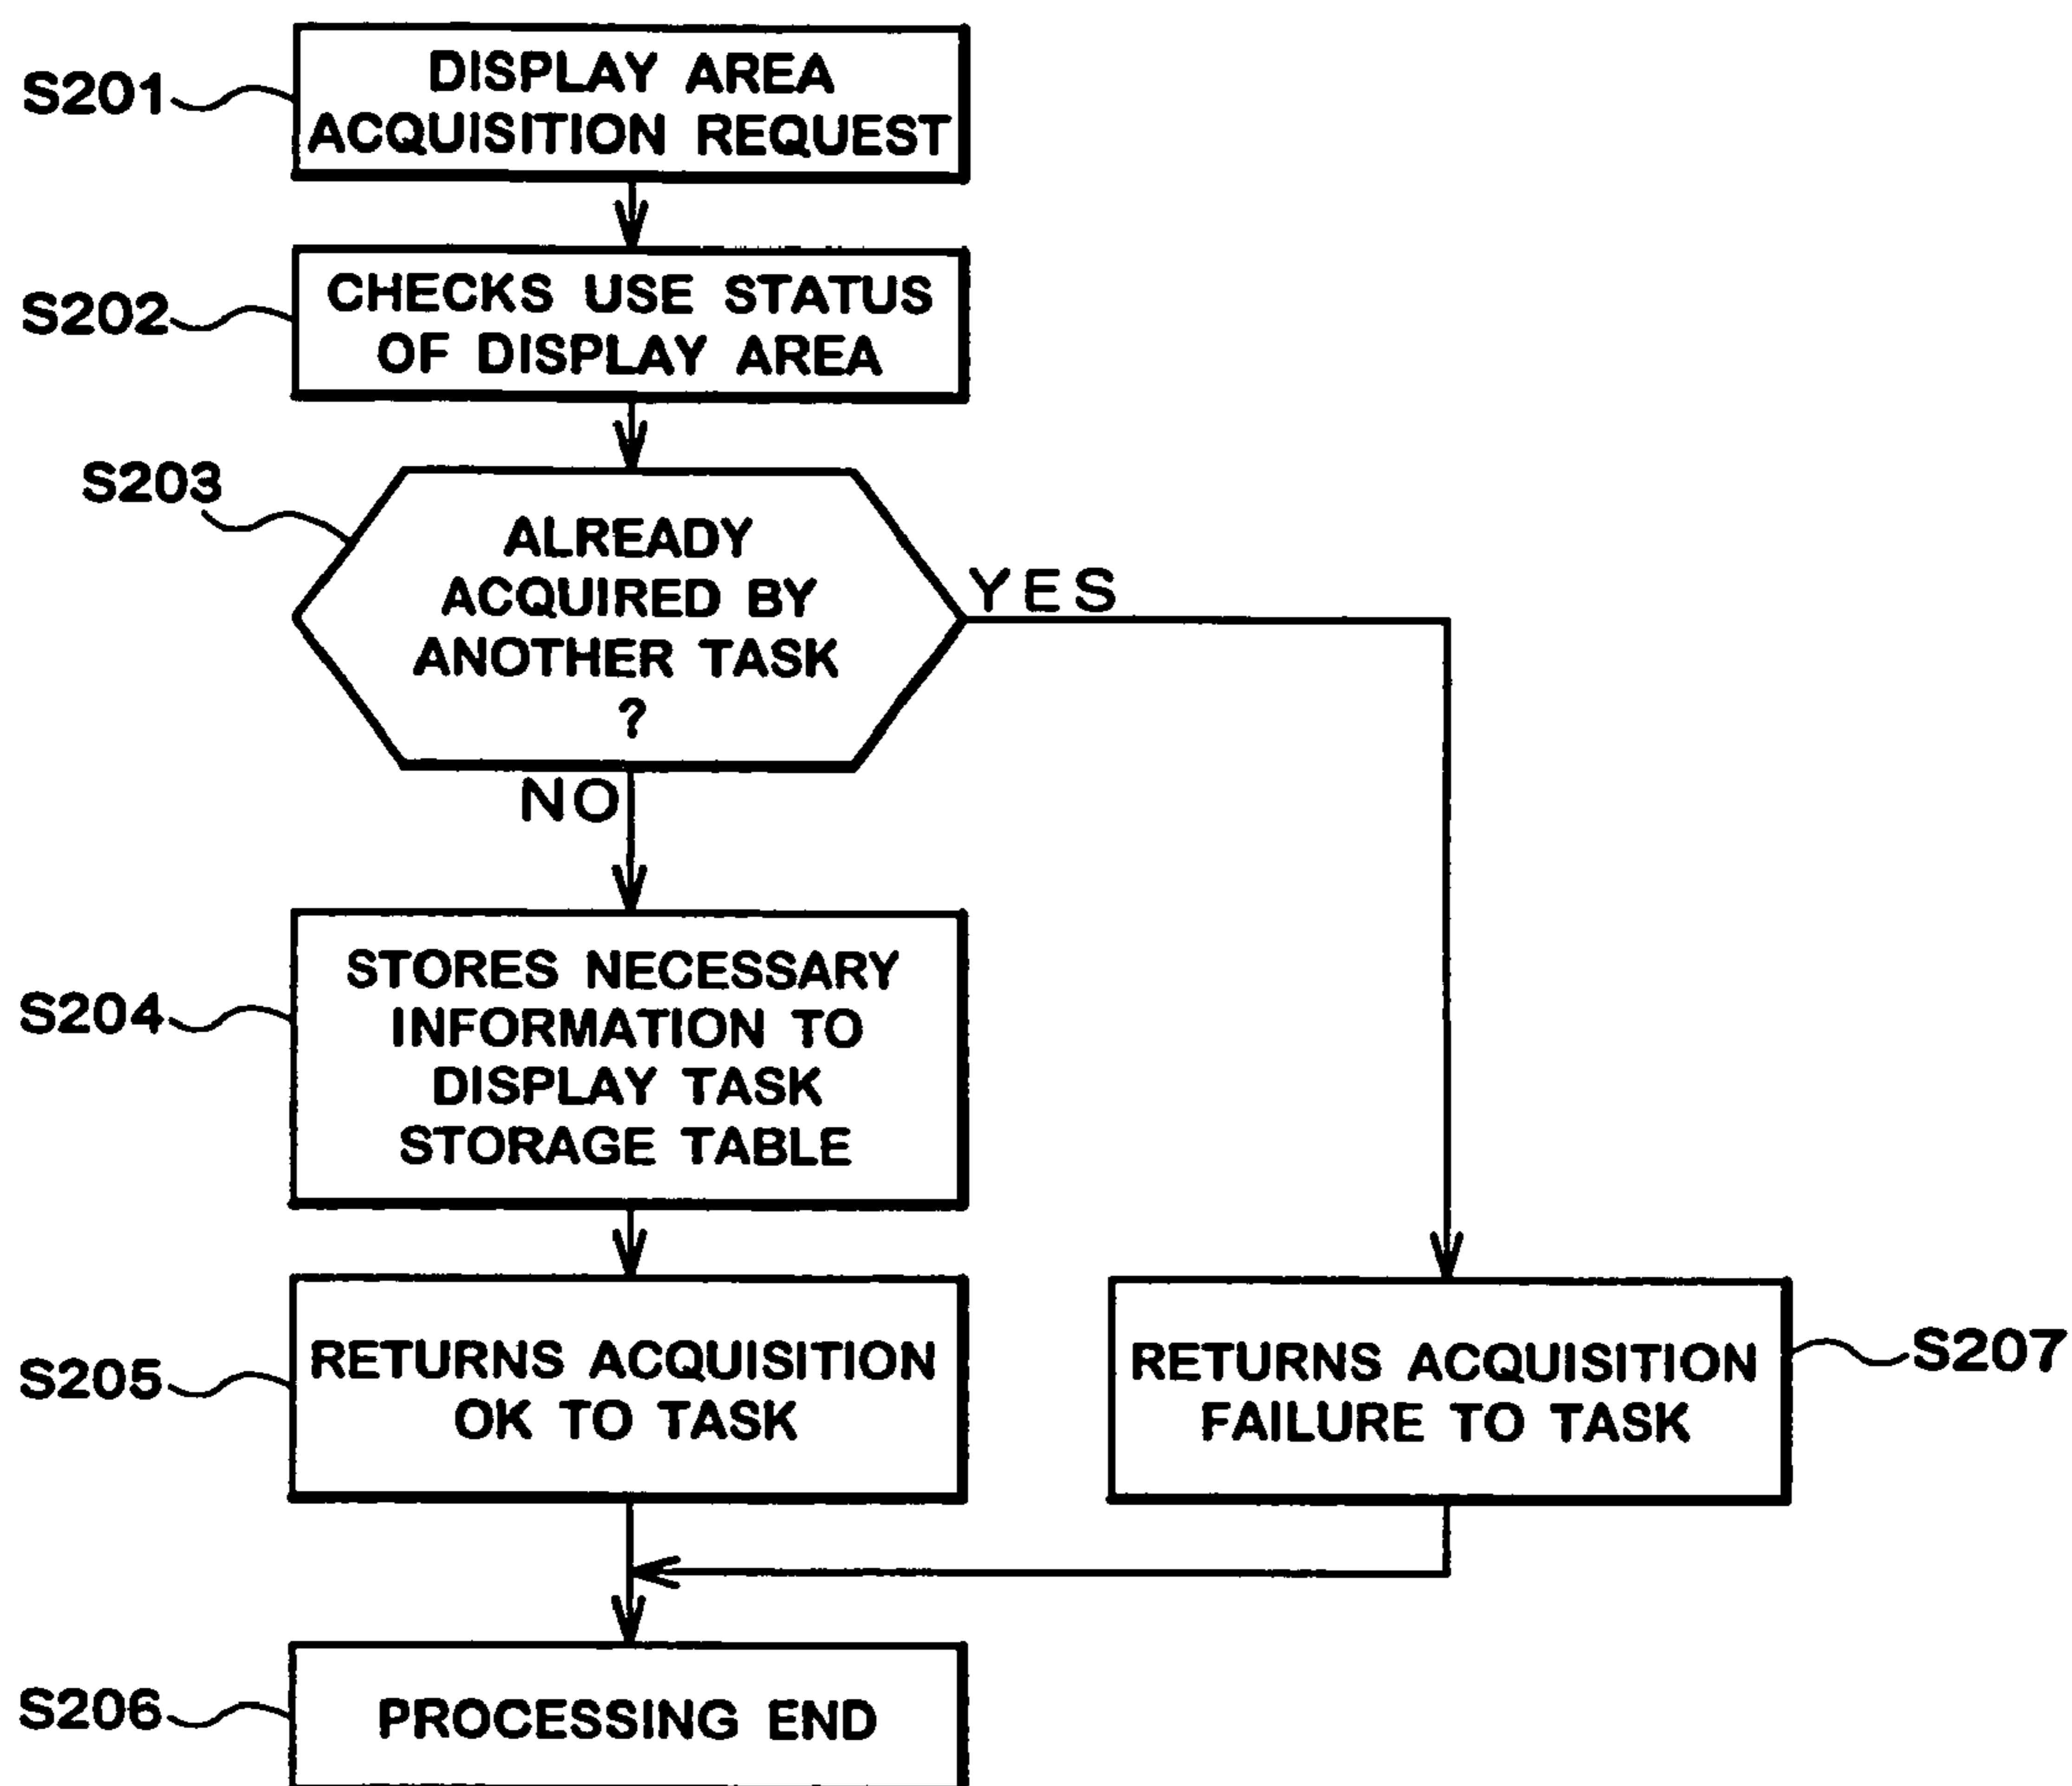 S201
DISPLAY AREA
ACQUISITION REQUEST
S202
CHECKS USE STATUS
OF DISPLAY AREA
S203
ALREADY
ACQUIRED BY
ANOTHER TASK
?
YES
NO
S204
STORES NECESSARY
INFORMATION TO
DISPLAY TASK
STORAGE TABLE
S205
RETURNS ACQUISITION
OK TO TASK
RETURNS ACQUISITION
FAILURE TO TASK
S207
S206
PROCESSING END